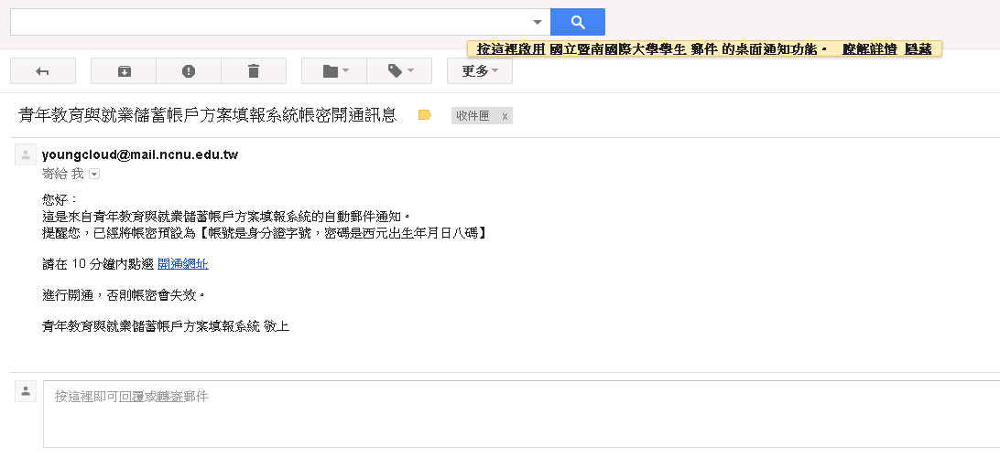 按這裡啟用 國立暨南國際大學學生 郵件 的桌面通知功能。 瞭解詳情 隱藏
更多
青年教育與就業儲蓄帳戶方案填報系統帳密開通訊息 收件匣 x
youngcloud@mail.ncnu.edu.tw
寄給 我
您好：
這是來自青年教育與就業儲蓄帳戶方案填報系統的自動郵件通知。
提醒您，已經將帳密預設為【帳號是身分證字號，密碼是西元出生年月日八碼】
請在 10 分鐘內點選 開通網址
進行開通，否則帳密會失效。
青年教育與就業儲蓄帳戶方案填報系統 敬上
按這裡即可回覆或轉寄郵件